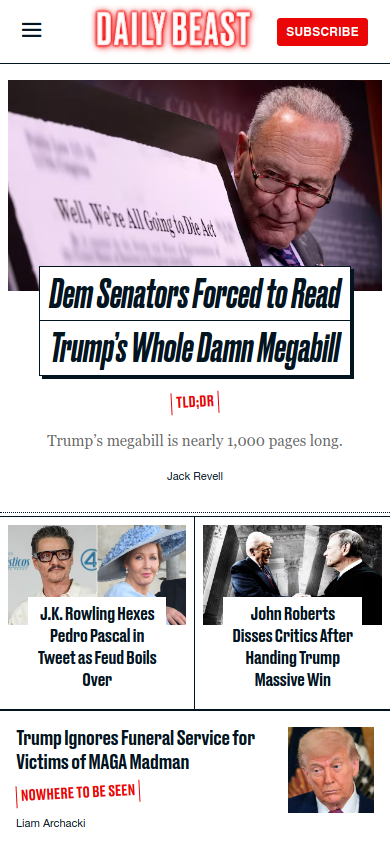 DAILY BEAST
SUBSCRIBE
CONGRE
Well, We're All Going to Die Act
Dem Senators Forced to Read
Trump's Whole Damn Megabill
TLD;DR
Trump's megabill is nearly 1,000 pages long.
Jack Revell
sticos
4
J.K. Rowling Hexes
Pedro Pascal in
Tweet as Feud Boils
Over
John Roberts
Disses Critics After
Handing Trump
Massive Win
Trump Ignores Funeral Service for
Victims of MAGA Madman
NOWHERE TO BE SEEN
Liam Archacki